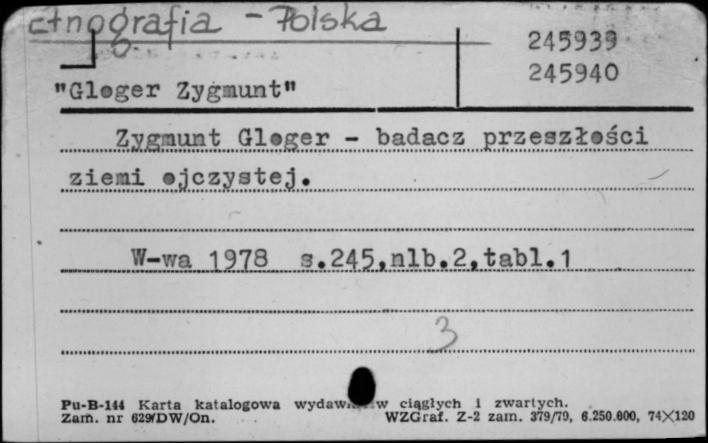 Etnografia - Polska
245939
245940
"Gloger Zygmunt"
Zygmunt Gloger - badacz przeszłości
ziemi ojczystej.
W-wa 1978 s.245,nlb.2,tabl.1
3
Pu-B-144 Karta katalogowa w ciągłych i zwartych.
Zam. nr 629/DW/On. WZGraf. Z-2 zam. 379/79, 6.250.000, 74×120